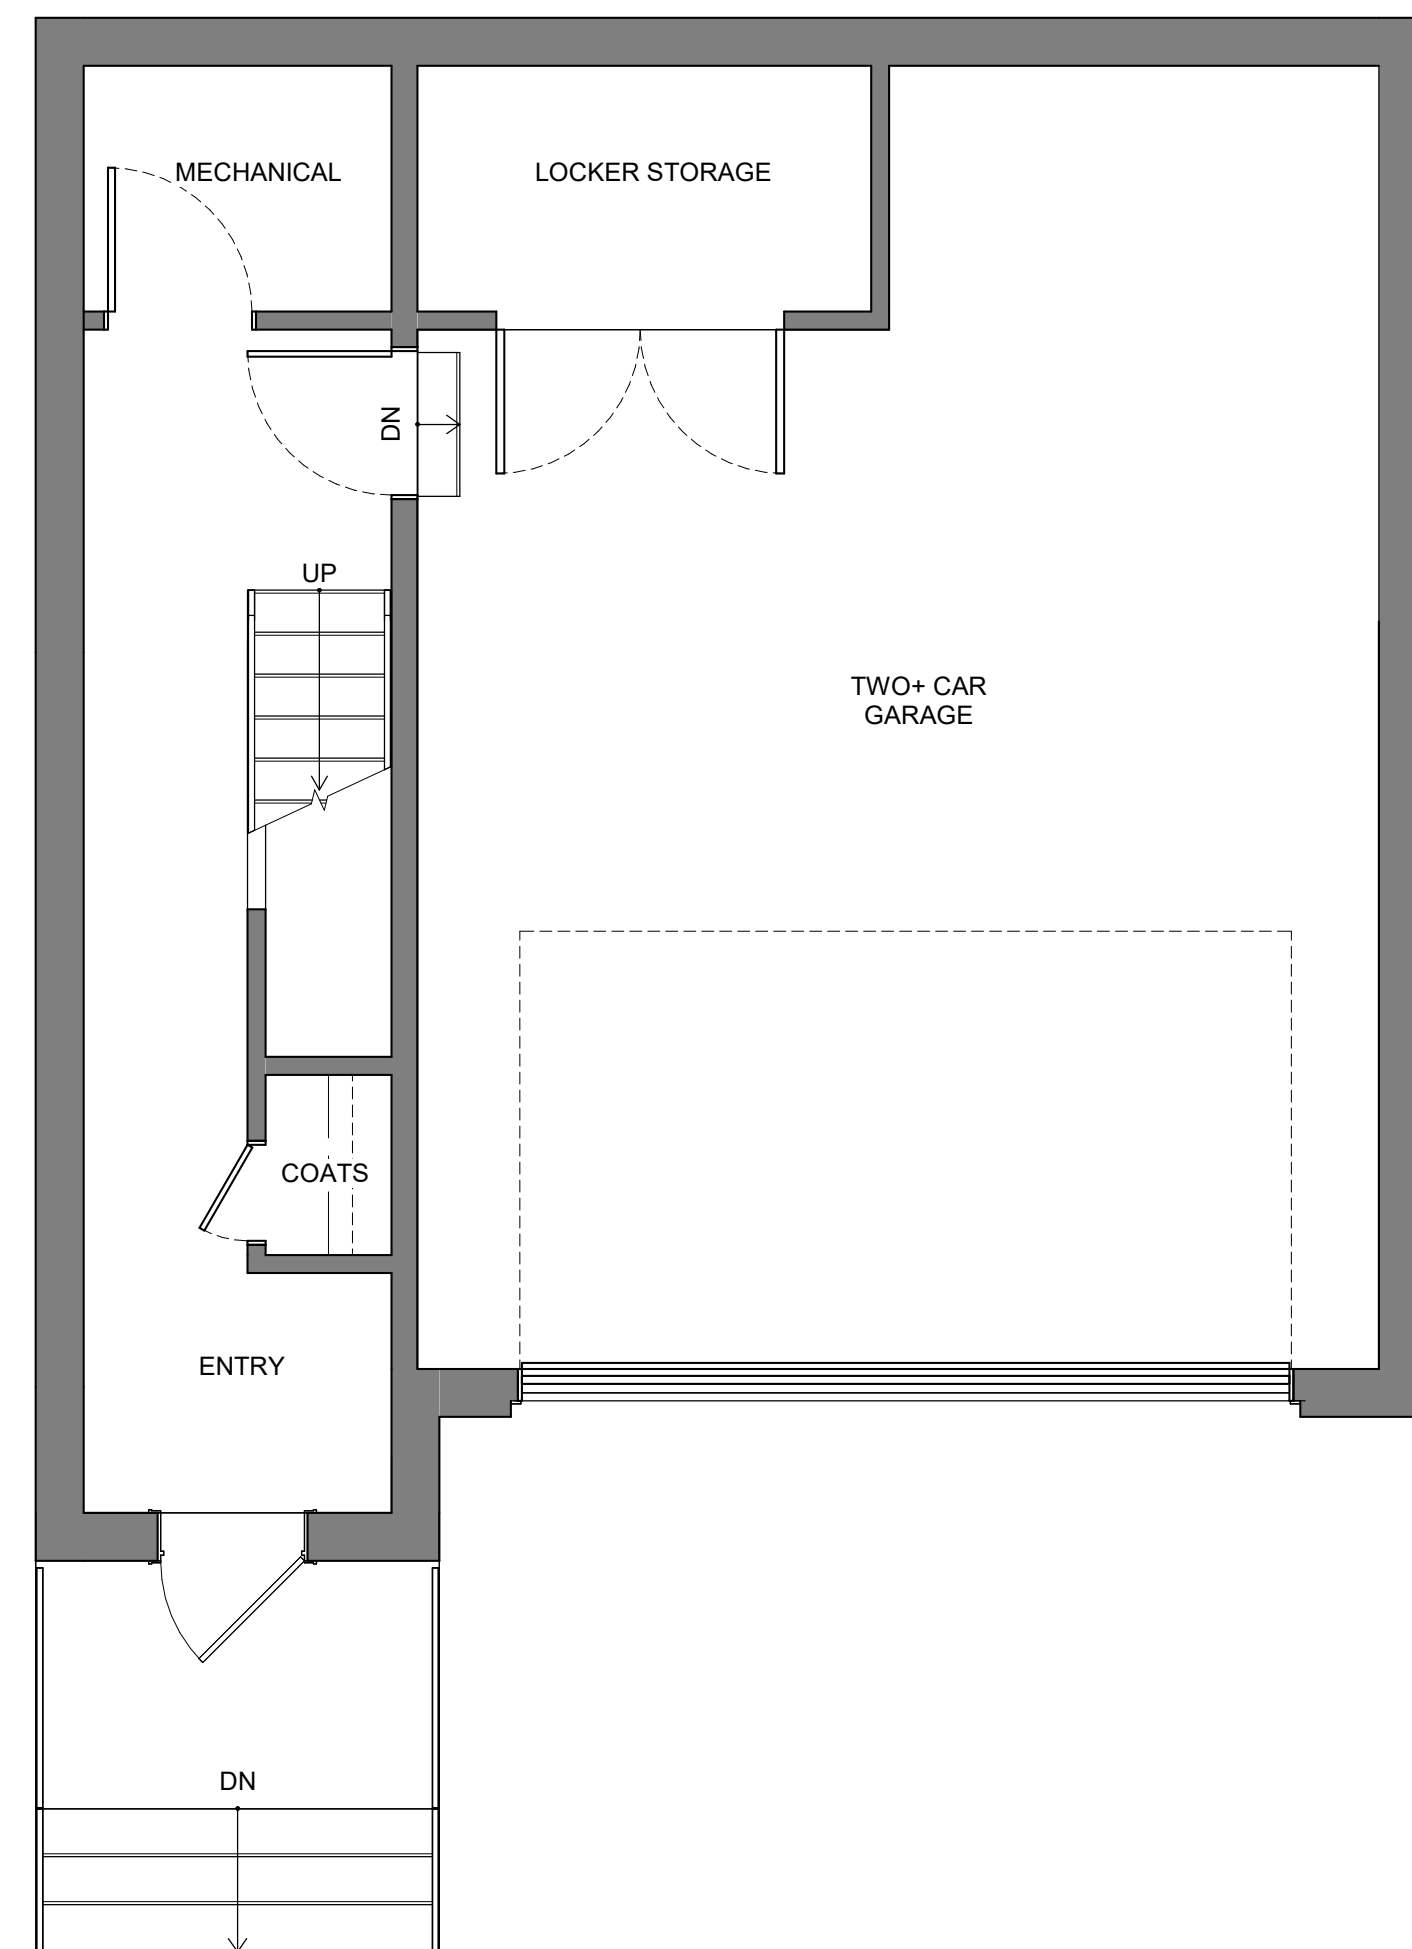 MECHANICAL
LOCKER STORAGE
DN
UP
TWO+ CAR
GARAGE
COATS
ENTRY
DN